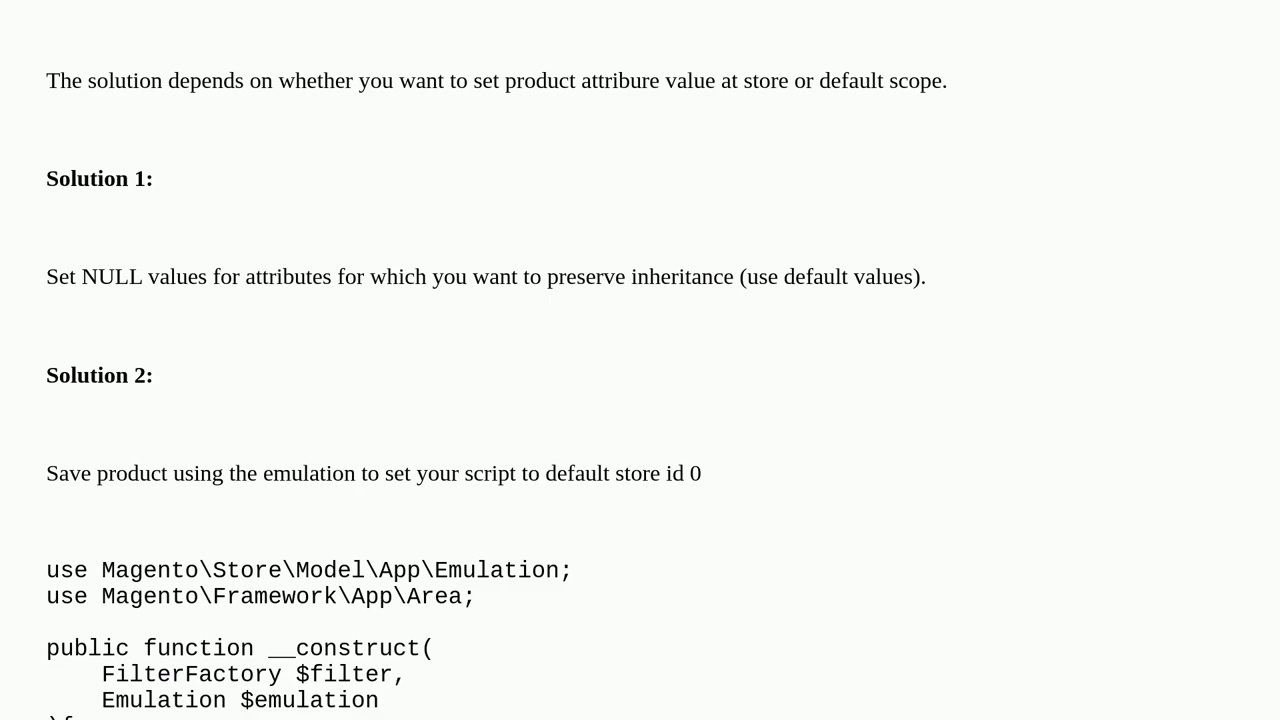 The solution depends on whether you want to set product attribure value at store or default scope.
Solution 1:
Set NULL values for attributes for which you want to preserve inheritance (use default values).
Solution 2:
Save product using the emulation to set your script to default store id 0
use Magento\Store\Model\App\Emulation;
use Magento\Framework\App\Area;
public function __construct(
    FilterFactory $filter,
    Emulation $emulation
){